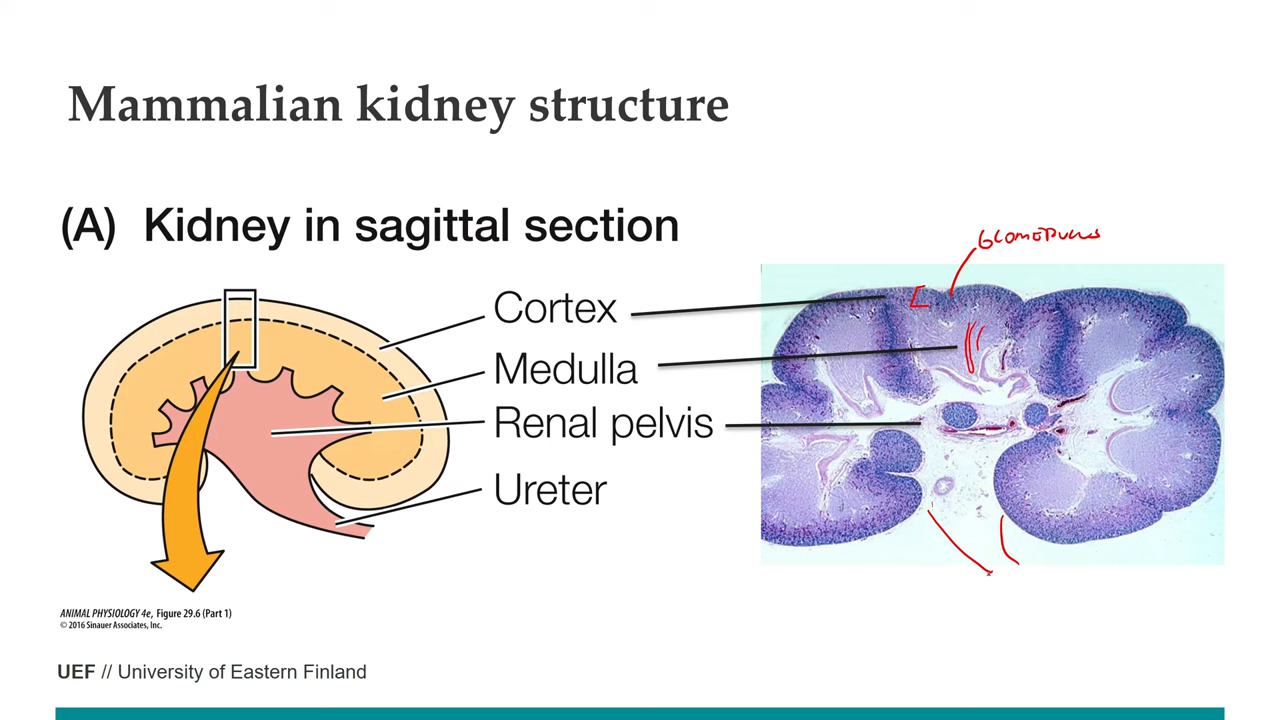 Mammalian kidney structure
(A) Kidney in sagittal section
GLOMERULUS
Cortex
Medulla
Renal pelvis
Ureter
ANIMAL PHYSIOLOGY 4e, Figure 29.6 (Part 1)
© 2016 Sinauer Associates, Inc.
UEF // University of Eastern Finland